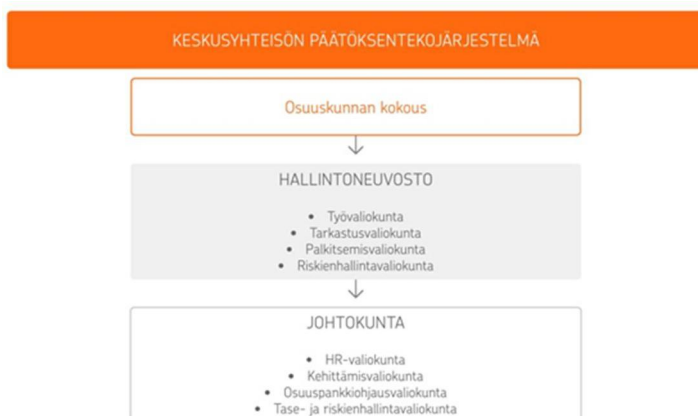 KESKUSYHTEISÖN PÄÄTÖKSENTEKOJÄRJESTELMÄ
Osuuskunnan kokous
HALLINTONEUVOSTO
• Työvaliokunta
• Tarkastusvaliokunta
• Palkitsemisvaliokunta
• Riskienhallintavaliokunta
JOHTOKUNTA
• HR-valiokunta
• Kehittämisvaliokunta
• Osuuspankkiohjausvaliokunta
• Tase- ja riskienhallintavaliokunta